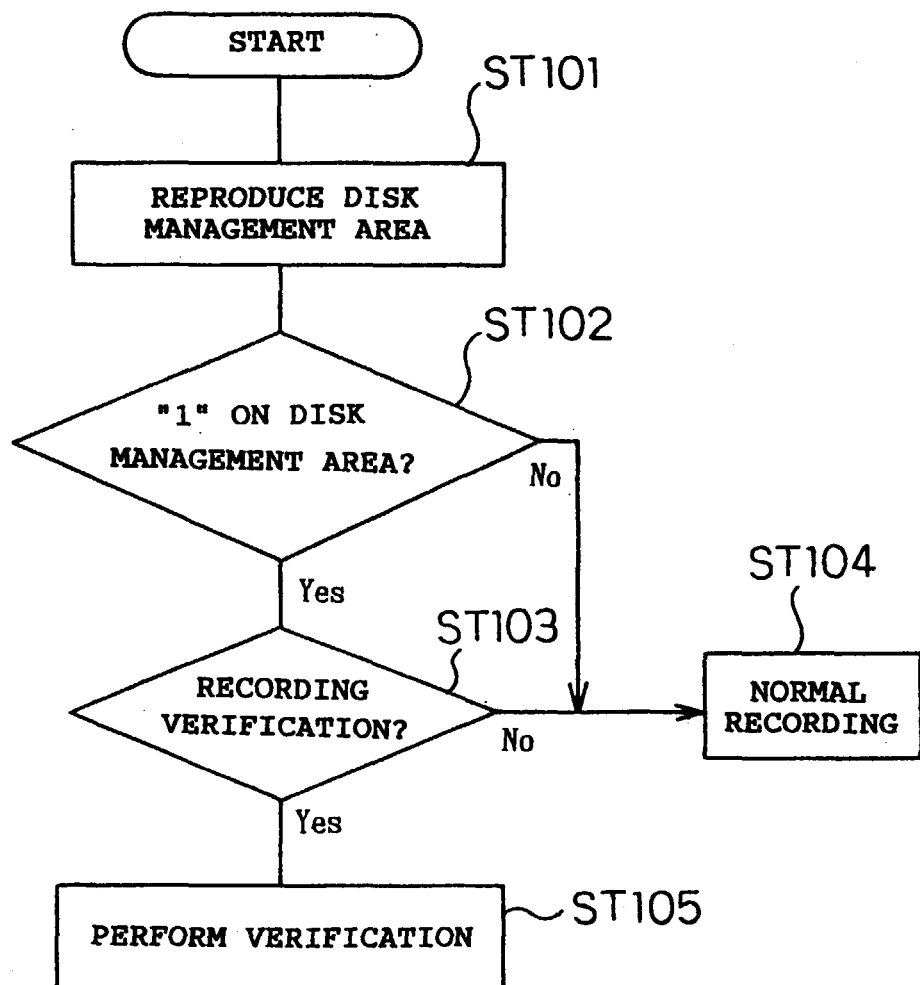 START
ST101
REPRODUCE DISK
MANAGEMENT AREA
ST102
"1" ON DISK
MANAGEMENT AREA?
No
Yes
ST103
ST104
RECORDING
VERIFICATION?
No
NORMAL
RECORDING
Yes
ST105
PERFORM VERIFICATION